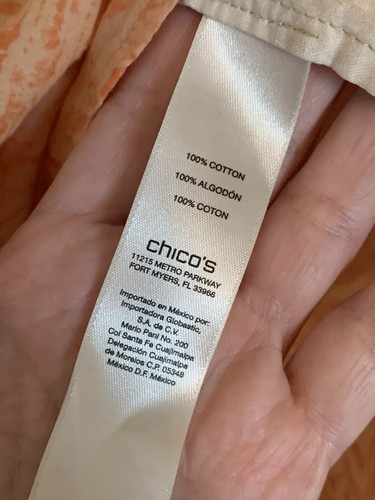 100% COTTON
100% ALGODÓN
100% COTON
chico's
11215 METRO PARKWAY
FORT MYERS, FL 33966
Importado en México por:
Importadora Globastic,
S.A. de C.V.
Mario Pani No. 200
Col Santa Fe Cuajimalpa
Delegación Cuajimalpa
de Morelos C.P. 05348
México D.F. México